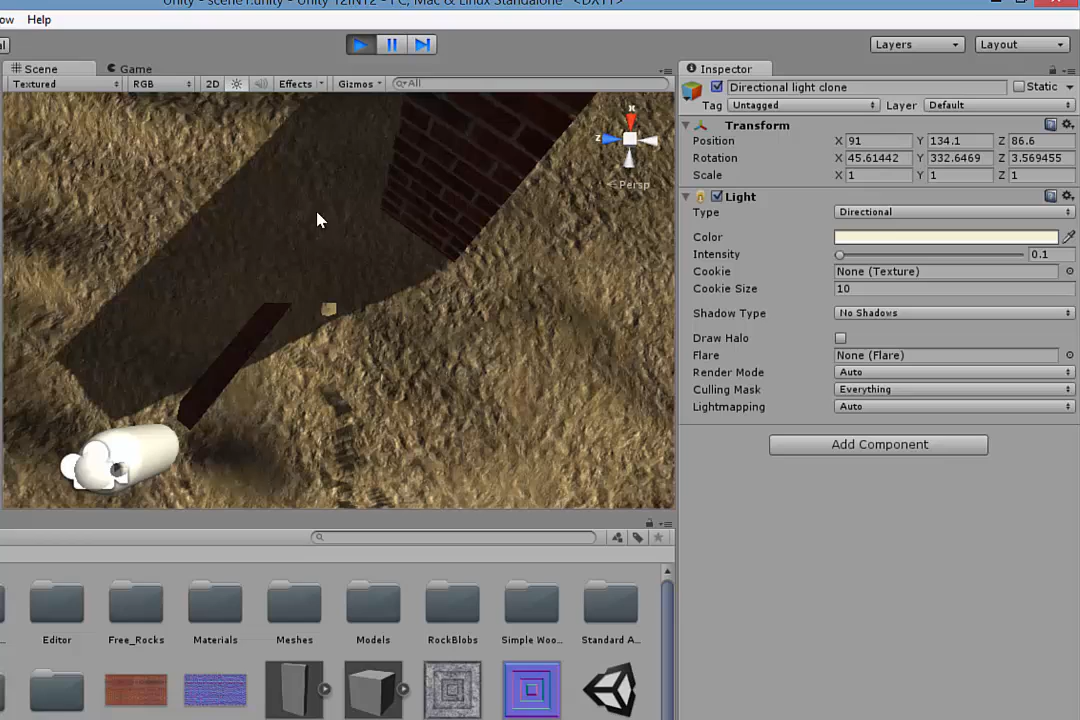 Unity - scene1.unity - Unity T2INT2 - PC, Mac & Linux Standalone* <DX11>
ow Help
al Layers Layout
Scene Game Inspector
Textured RGB 2D Effects Gizmos All
Directional light clone Static
Tag Untagged Layer Default
Transform
Position X 91 Y 134.1 Z 86.6
Rotation X 45.61442 Y 332.6469 Z 3.569455
Scale X 1 Y 1 Z 1
x
z
Persp
Light
Type Directional
Color
Intensity 0.1
Cookie None (Texture)
Cookie Size 10
Shadow Type No Shadows
Draw Halo
Flare None (Flare)
Render Mode Auto
Culling Mask Everything
Lightmapping Auto
Add Component
Editor Free_Rocks Materials Meshes Models RockBlobs Simple Woo... Standard A...